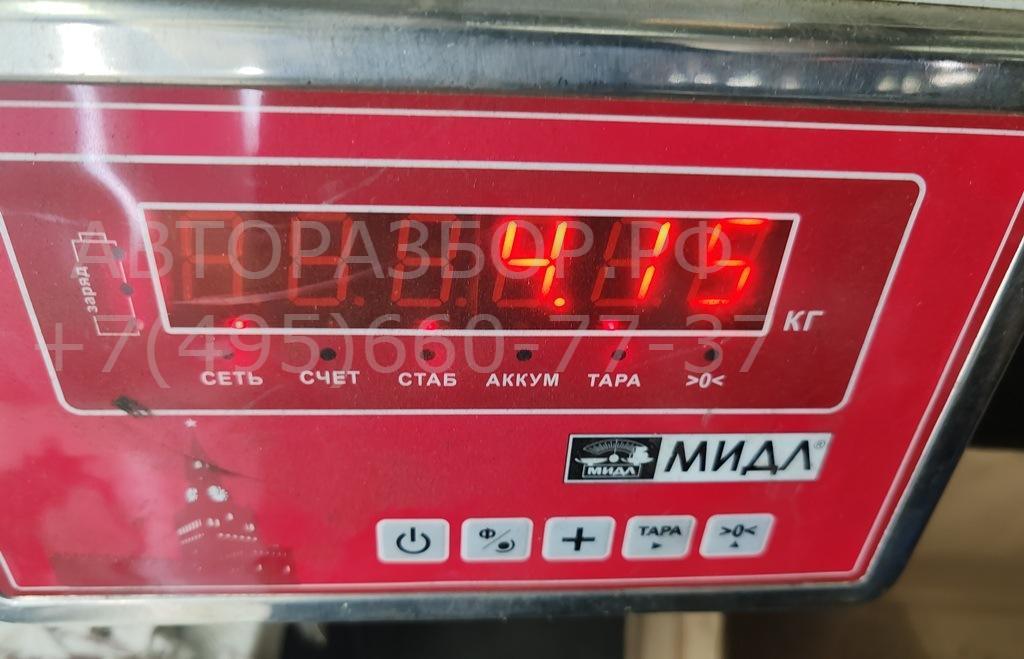 АВТОРАЗБОР.РФ
4.15
заряд
КГ
+7(495)660-77-37
СЕТЬ СЧЕТ СТАБ АККУМ ТАРА >0<
МИДЛ МИДЛ®
Ф/ + ТАРА >0<